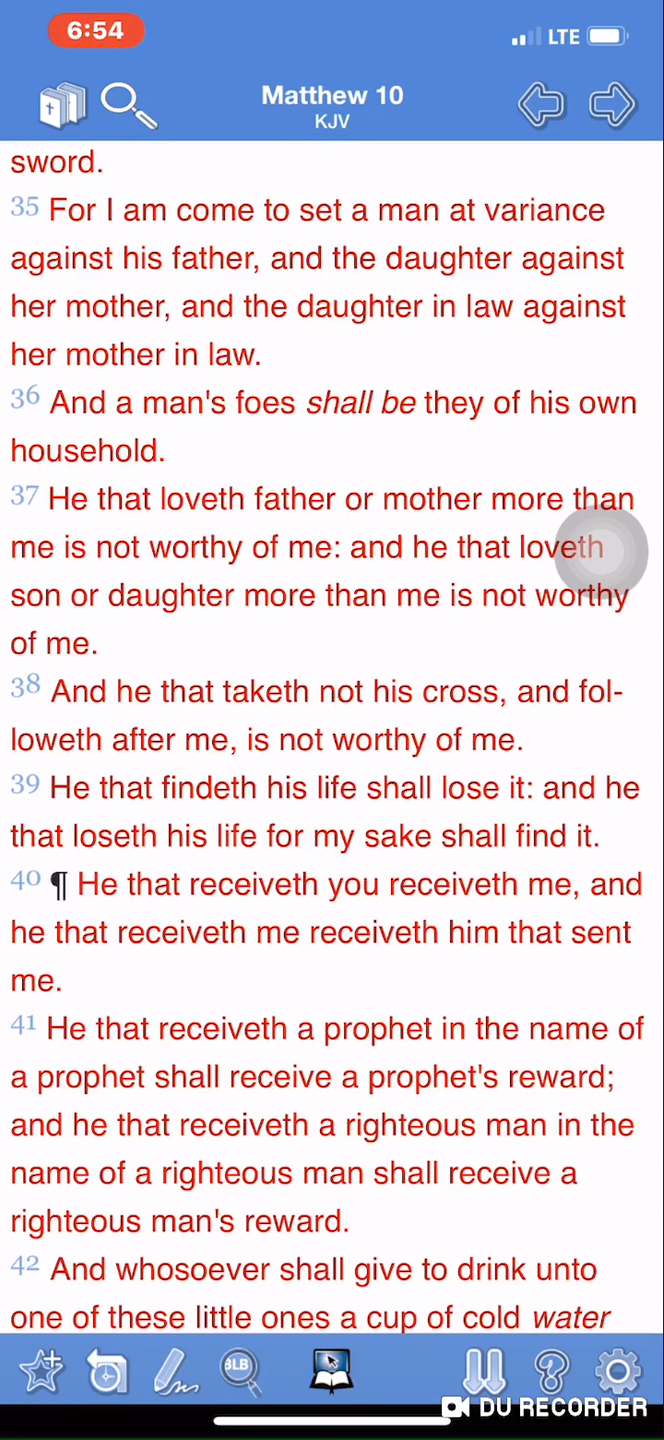 6:54
LTE
Matthew 10
KJV
sword.
35 For I am come to set a man at variance
against his father, and the daughter against
her mother, and the daughter in law against
her mother in law.
36 And a man's foes shall be they of his own
household.
37 He that loveth father or mother more than
me is not worthy of me: and he that loveth
son or daughter more than me is not worthy
of me.
38 And he that taketh not his cross, and fol-
loweth after me, is not worthy of me.
39 He that findeth his life shall lose it: and he
that loseth his life for my sake shall find it.
40 ¶ He that receiveth you receiveth me, and
he that receiveth me receiveth him that sent
me.
41 He that receiveth a prophet in the name of
a prophet shall receive a prophet's reward;
and he that receiveth a righteous man in the
name of a righteous man shall receive a
righteous man's reward.
42 And whosoever shall give to drink unto
one of these little ones a cup of cold water
BLB
DU RECORDER